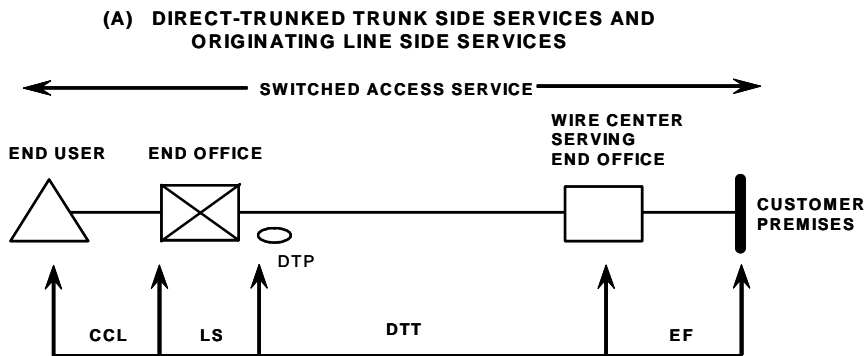 (A) DIRECT-TRUNKED TRUNK SIDE SERVICES AND
ORIGINATING LINE SIDE SERVICES
SWITCHED ACCESS SERVICE
WIRE CENTER
SERVING
END OFFICE
END USER
END OFFICE
CUSTOMER
PREMISES
DTP
CCL
LS
DTT
EF